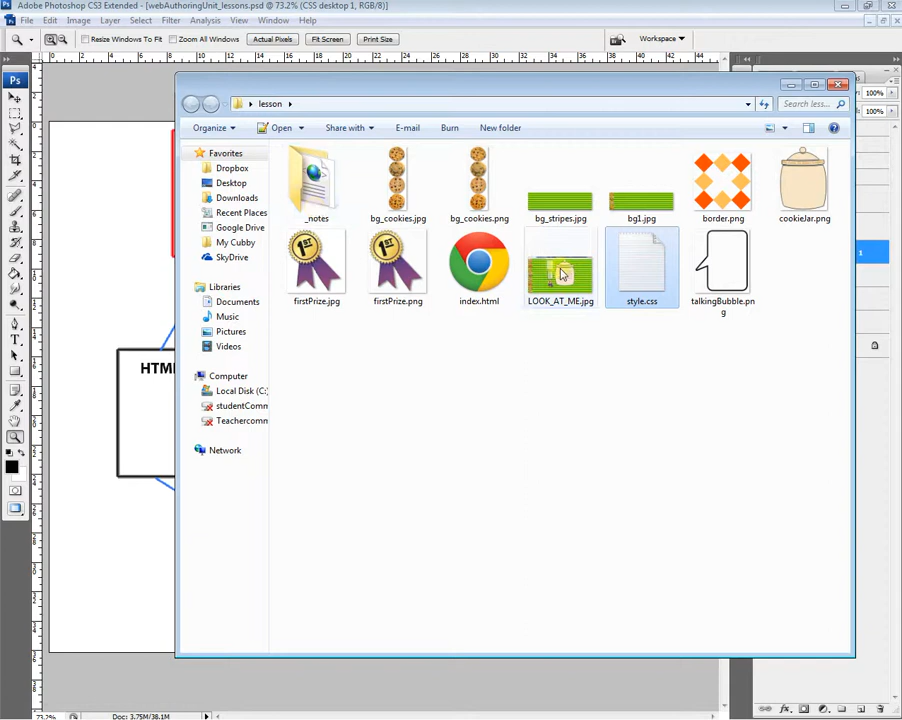 Adobe Photoshop CS3 Extended - [webAuthoringUnit_lessons.psd @ 73.2% (CSS desktop 1, RGB/8)]
File Edit Image Layer Select Filter Analysis View Window Help
Resize Windows To Fit Zoom All Windows Actual Pixels Fit Screen Print Size Workspace
lesson
Search less...
Organize Open Share with E-mail Burn New folder
Favorites
Dropbox
Desktop
Downloads
Recent Places
Google Drive
My Cubby
SkyDrive
Libraries
Documents
Music
Pictures
Videos
Computer
Local Disk (C:)
studentComm
Teachercomm
Network
_notes bg_cookies.jpg bg_cookies.png bg_stripes.jpg bg1.jpg border.png cookieJar.png
firstPrize.jpg firstPrize.png index.html LOOK_AT_ME.jpg style.css talkingBubble.pn
g
1ST 1ST
Ps
HTM
73.2% Doc: 3.75M/38.1M